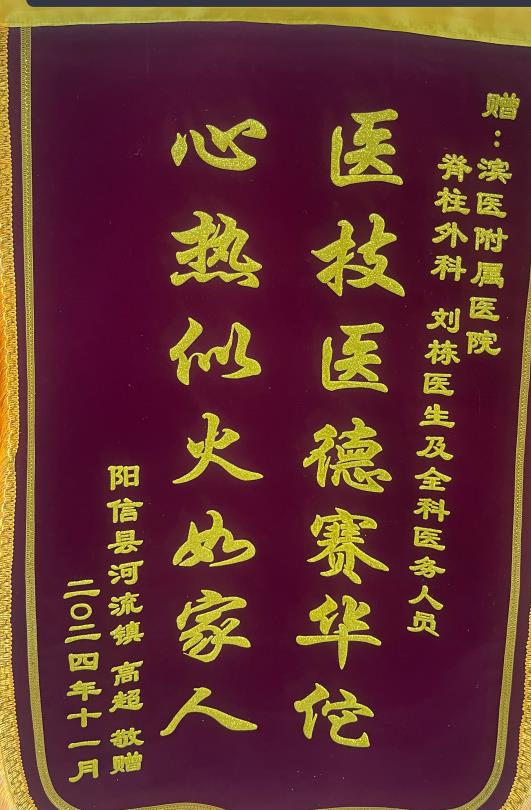 赠：滨医附属医院
脊柱外科 刘栋医生及全科医务人员
医技医德赛华佗
心热似火如家人
阳信县河流镇 高超 敬赠
二〇二四年十一月